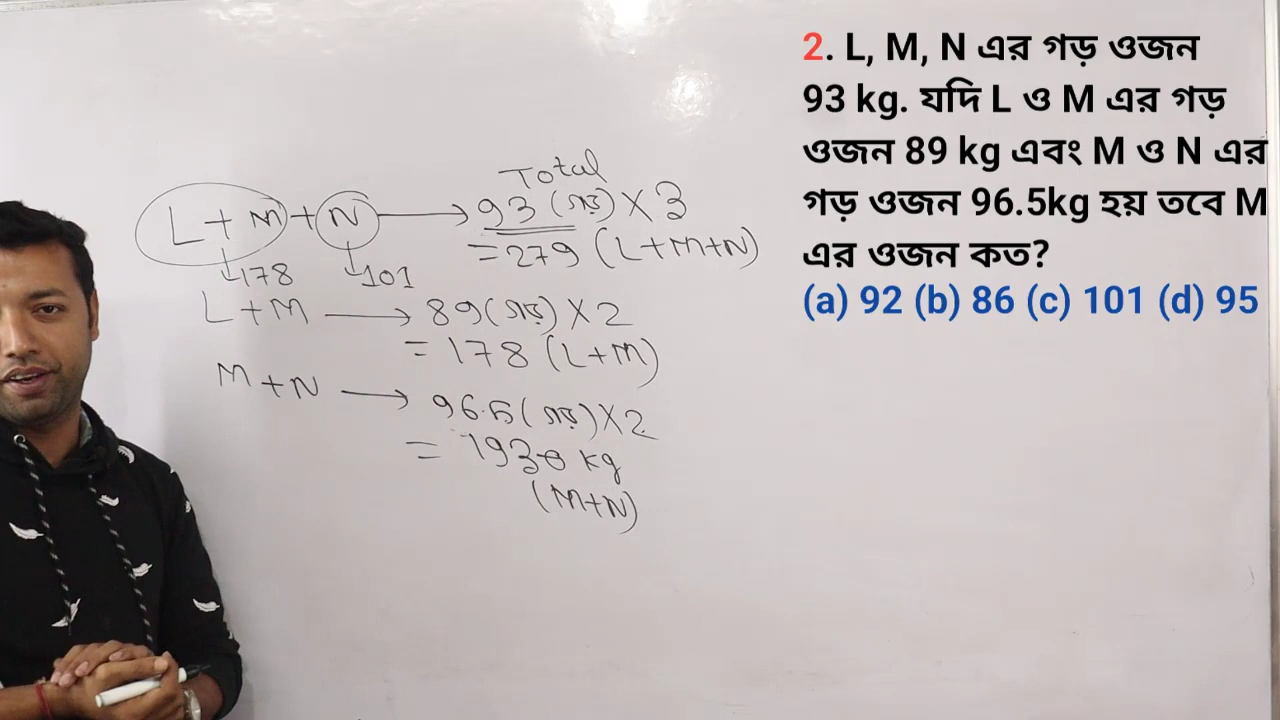 2. L, M, N এর গড় ওজন
93 kg. যদি L ও M এর গড়
ওজন 89 kg এবং M ও N এর
গড় ওজন 96.5kg হয় তবে M
এর ওজন কত?
(a) 92 (b) 86 (c) 101 (d) 95
Total
L + M + N → 93 (গড়) X 3
= 279 (L+M+N)
178 101
L + M → 89 (গড়) X 2
= 178 (L+M)
M + N → 96.5 (গড়) X 2
= 193 kg
(M+N)